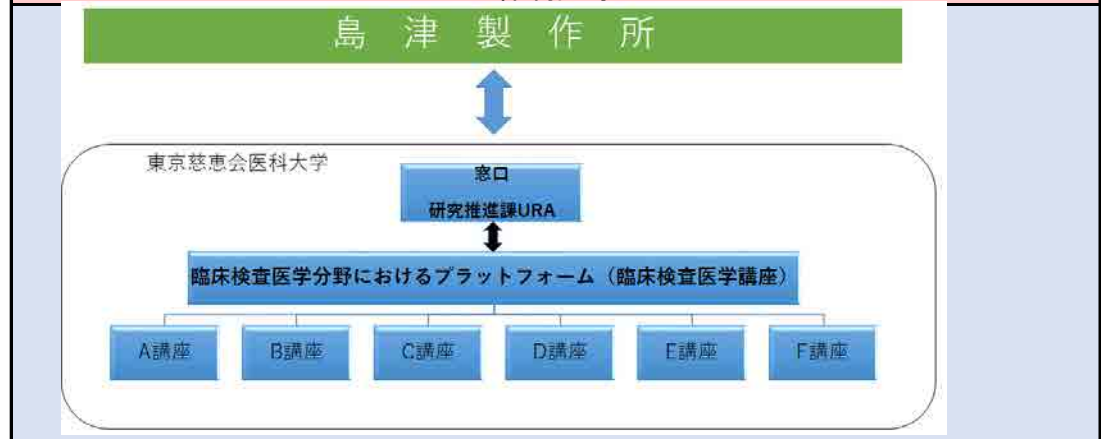 島津製作所
東京慈恵会医科大学
窓口
研究推進課URA
臨床検査医学分野におけるプラットフォーム（臨床検査医学講座）
A講座
B講座
C講座
D講座
E講座
F講座